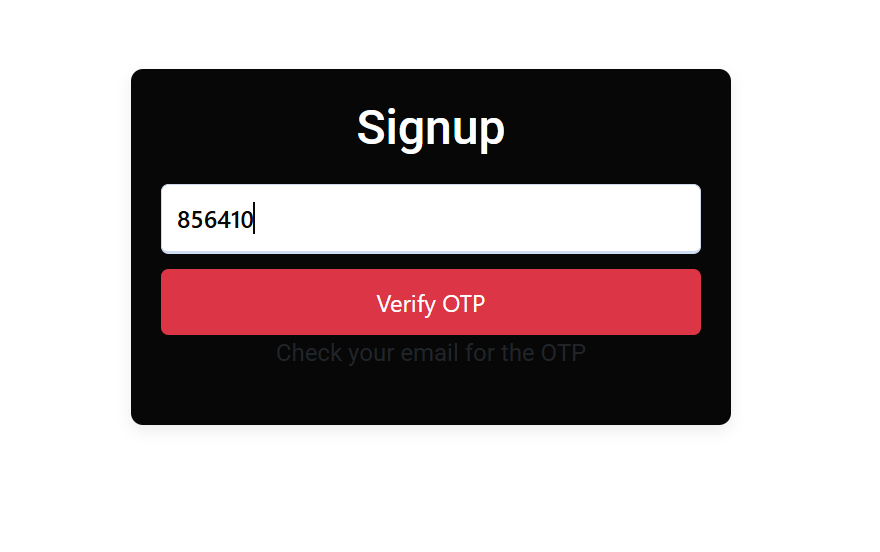 Signup
856410
Verify OTP
Check your email for the OTP